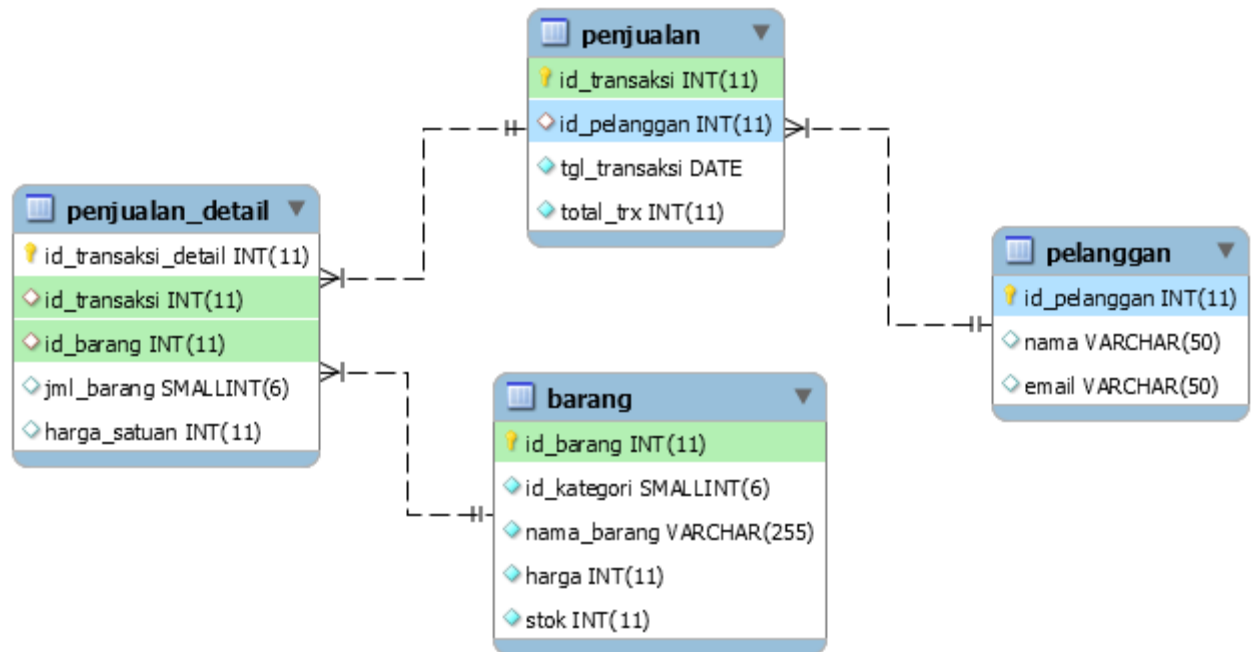 penjualan
id_transaksi INT(11)
id_pelanggan INT(11)
tgl_transaksi DATE
total_trx INT(11)
penjualan_detail
id_transaksi_detail INT(11)
id_transaksi INT(11)
id_barang INT(11)
jml_barang SMALLINT(6)
harga_satuan INT(11)
pelanggan
id_pelanggan INT(11)
nama VARCHAR(50)
email VARCHAR(50)
barang
id_barang INT(11)
id_kategori SMALLINT(6)
nama_barang VARCHAR(255)
harga INT(11)
stok INT(11)